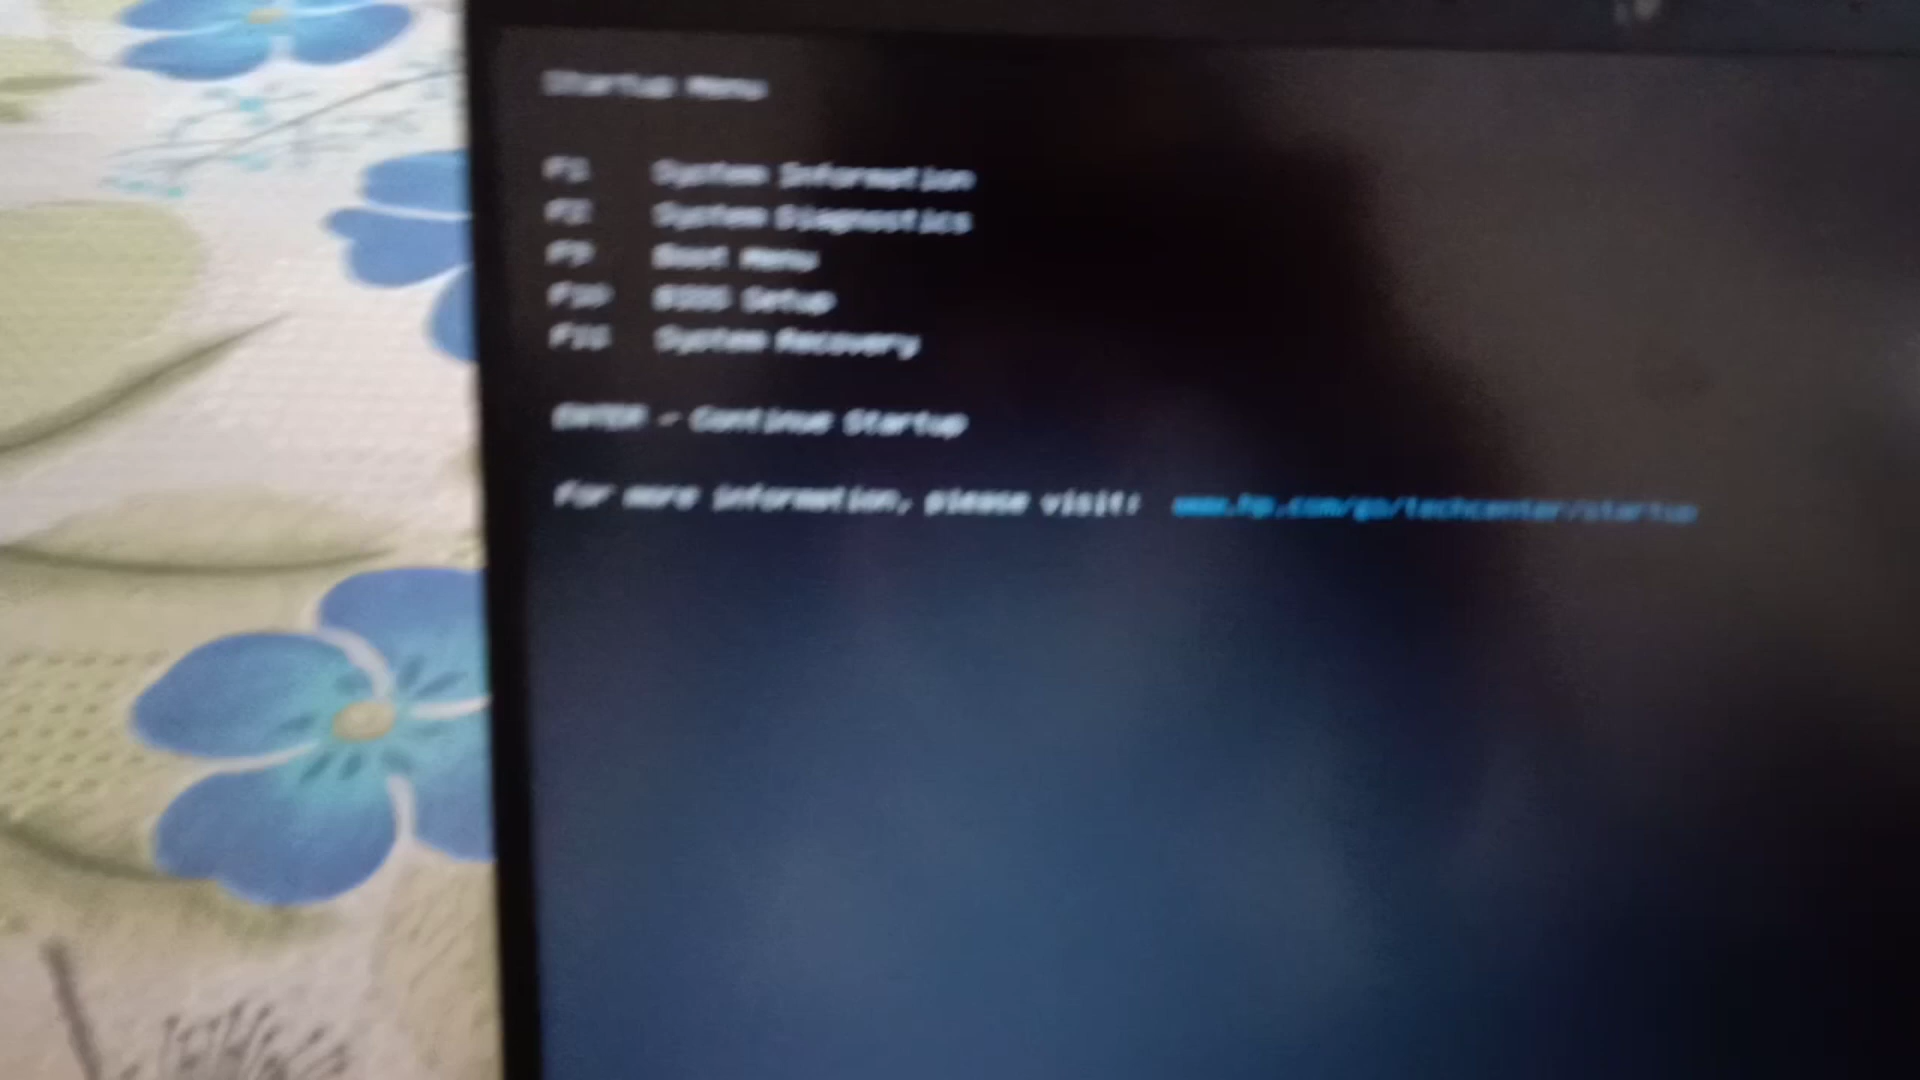 Startup Menu
F1 System Information
F2 System Diagnostics
F9 Boot Menu
F10 BIOS Setup
F11 System Recovery
ENTER - Continue Startup
For more information, please visit: www.hp.com/go/techcenter/startup